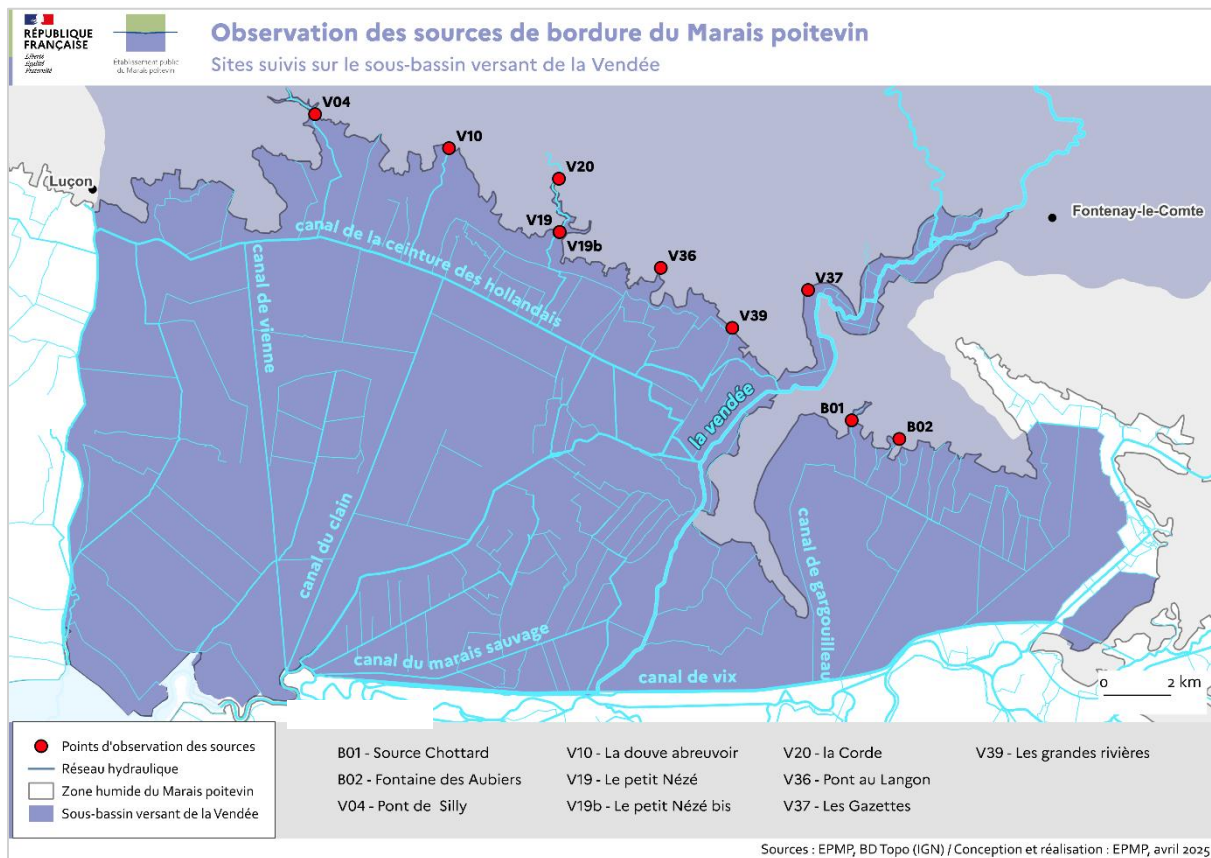 RÉPUBLIQUE
FRANÇAISE
Liberté
Égalité
Fraternité
Etablissement public
du Marais poitevin
Observation des sources de bordure du Marais poitevin
Sites suivis sur le sous-bassin versant de la Vendée
V04
V10
V20
Luçon
V19
V19b
Fontenay-le-Comte
V36
V37
V39
canal de la ceinture des hollandais
canal de vienne
la vendée
B01
B02
canal du clain
canal de gargouilleau
canal du marais sauvage
canal de vix
0 2 km
Points d'observation des sources
Réseau hydraulique
Zone humide du Marais poitevin
Sous-bassin versant de la Vendée
B01 - Source Chottard
B02 - Fontaine des Aubiers
V04 - Pont de Silly
V10 - La douve abreuvoir
V19 - Le petit Nézé
V19b - Le petit Nézé bis
V20 - la Corde
V36 - Pont au Langon
V37 - Les Gazettes
V39 - Les grandes rivières
Sources : EPMP, BD Topo (IGN) / Conception et réalisation : EPMP, avril 2025